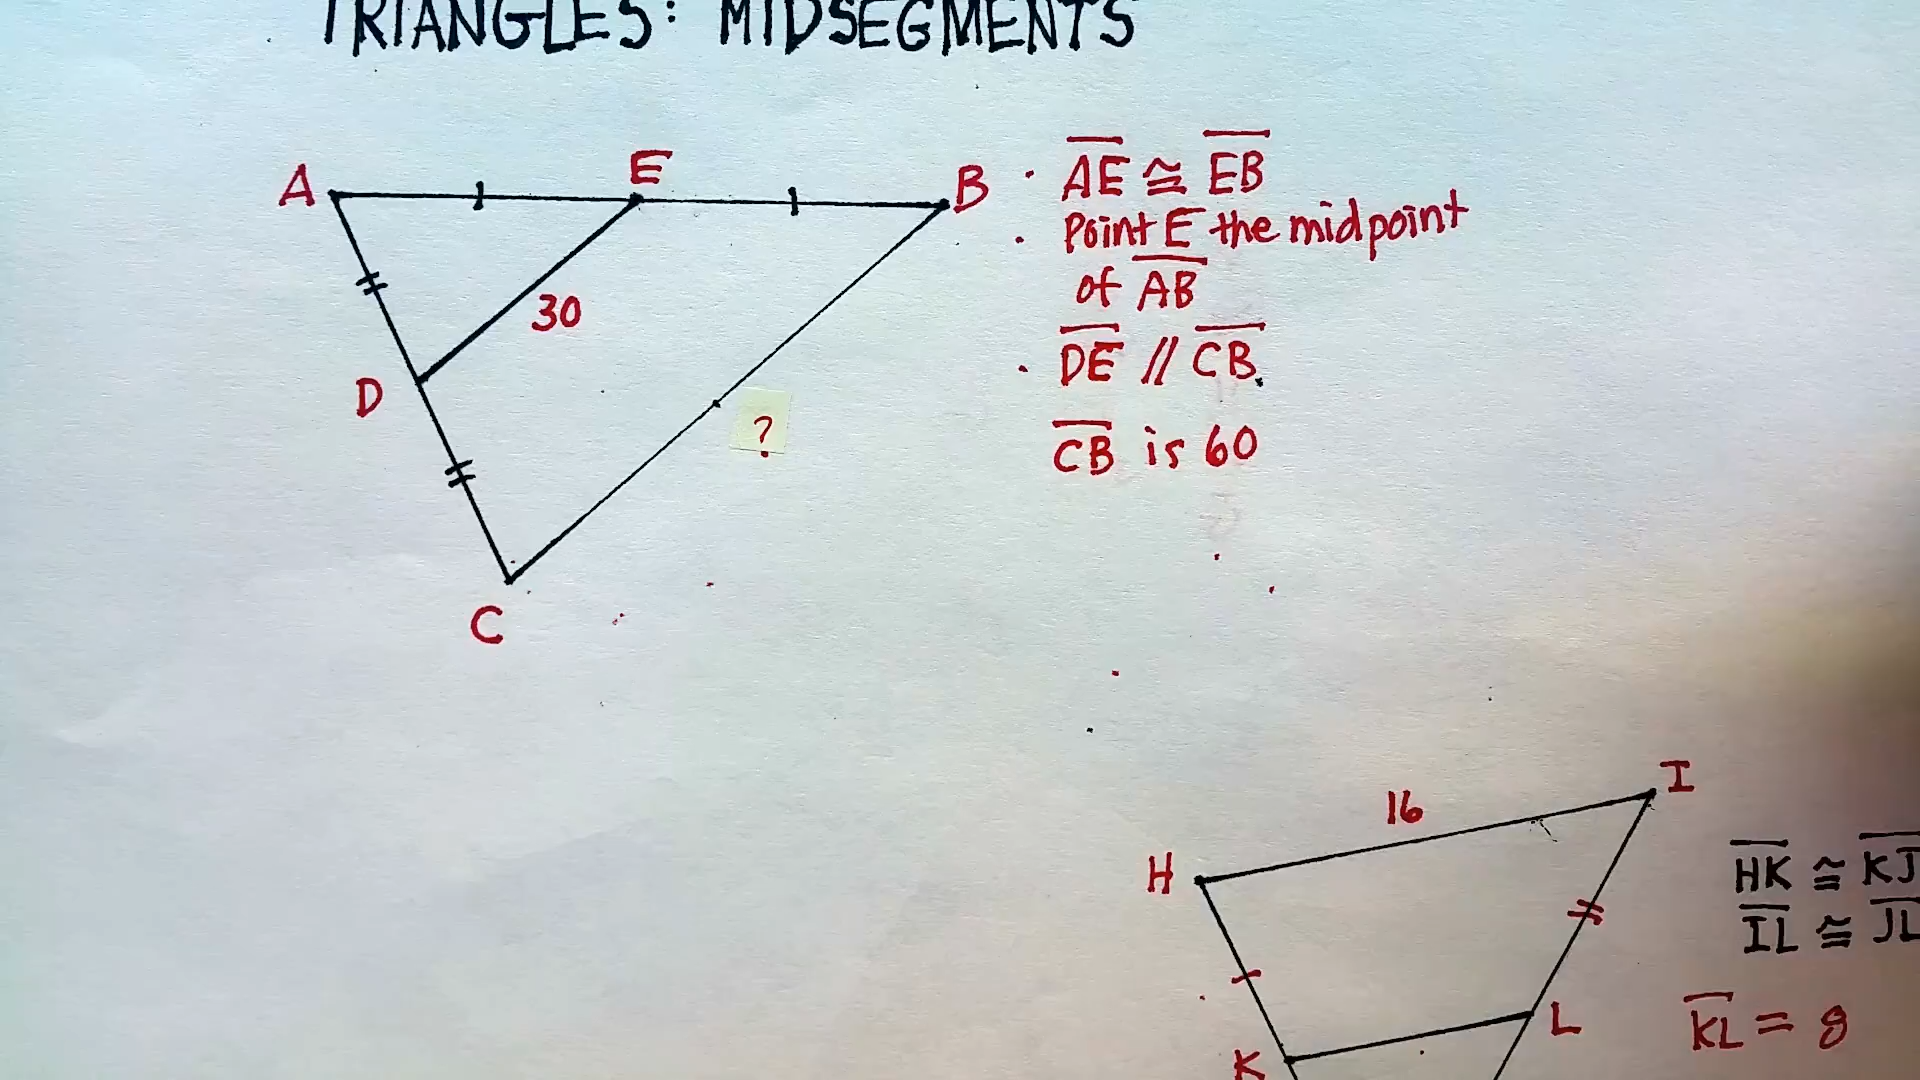 TRIANGLES: MIDSEGMENTS
A
E
B
30
D
?
C
· AE ≅ EB
· Point E the midpoint
of AB
· DE // CB
CB is 60
I
16
H
L
K
HK ≅ KJ
IL ≅ JL
KL = 8